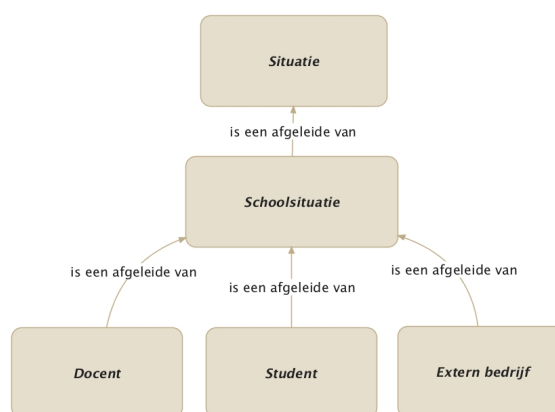 Situatie
is een afgeleide van
Schoolsituatie
is een afgeleide van
is een afgeleide van
is een afgeleide van
Docent
Student
Extern bedrijf